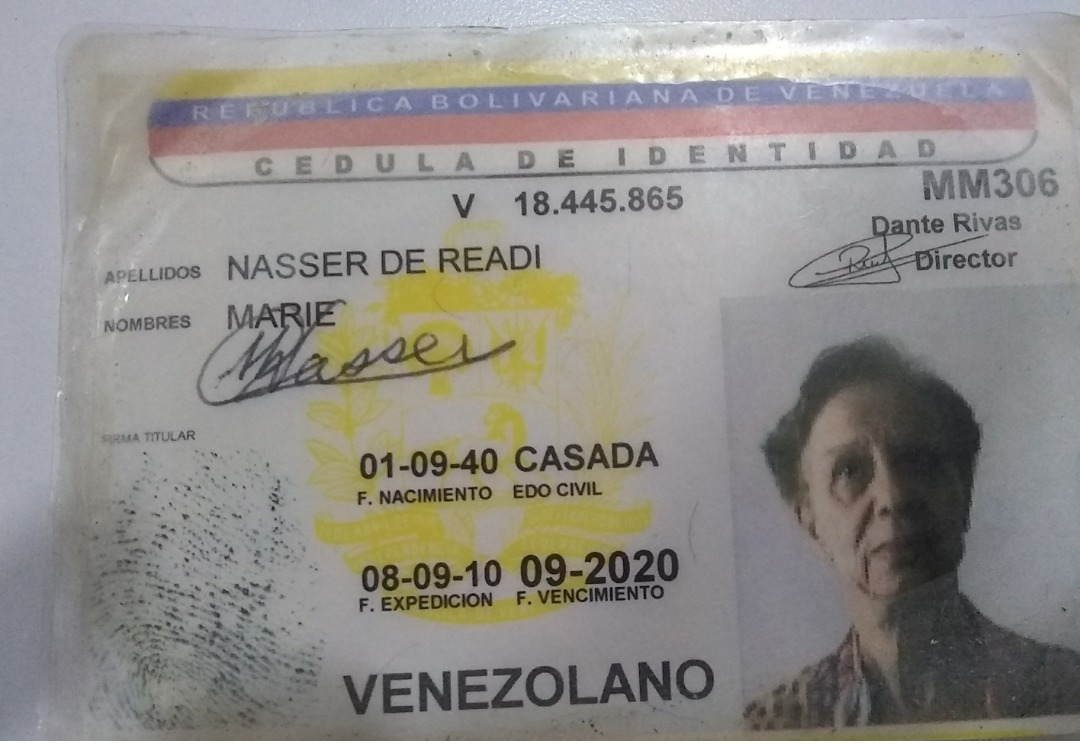 REPUBLICA BOLIVARIANA DE VENEZUELA
CEDULA DE IDENTIDAD
V 18.445.865
MM306
Dante Rivas
Director
APELLIDOS NASSER DE READI
NOMBRES MARIE
MNasser
FIRMA TITULAR
01-09-40 CASADA
F. NACIMIENTO EDO CIVIL
08-09-10 09-2020
F. EXPEDICION F. VENCIMIENTO
VENEZOLANO